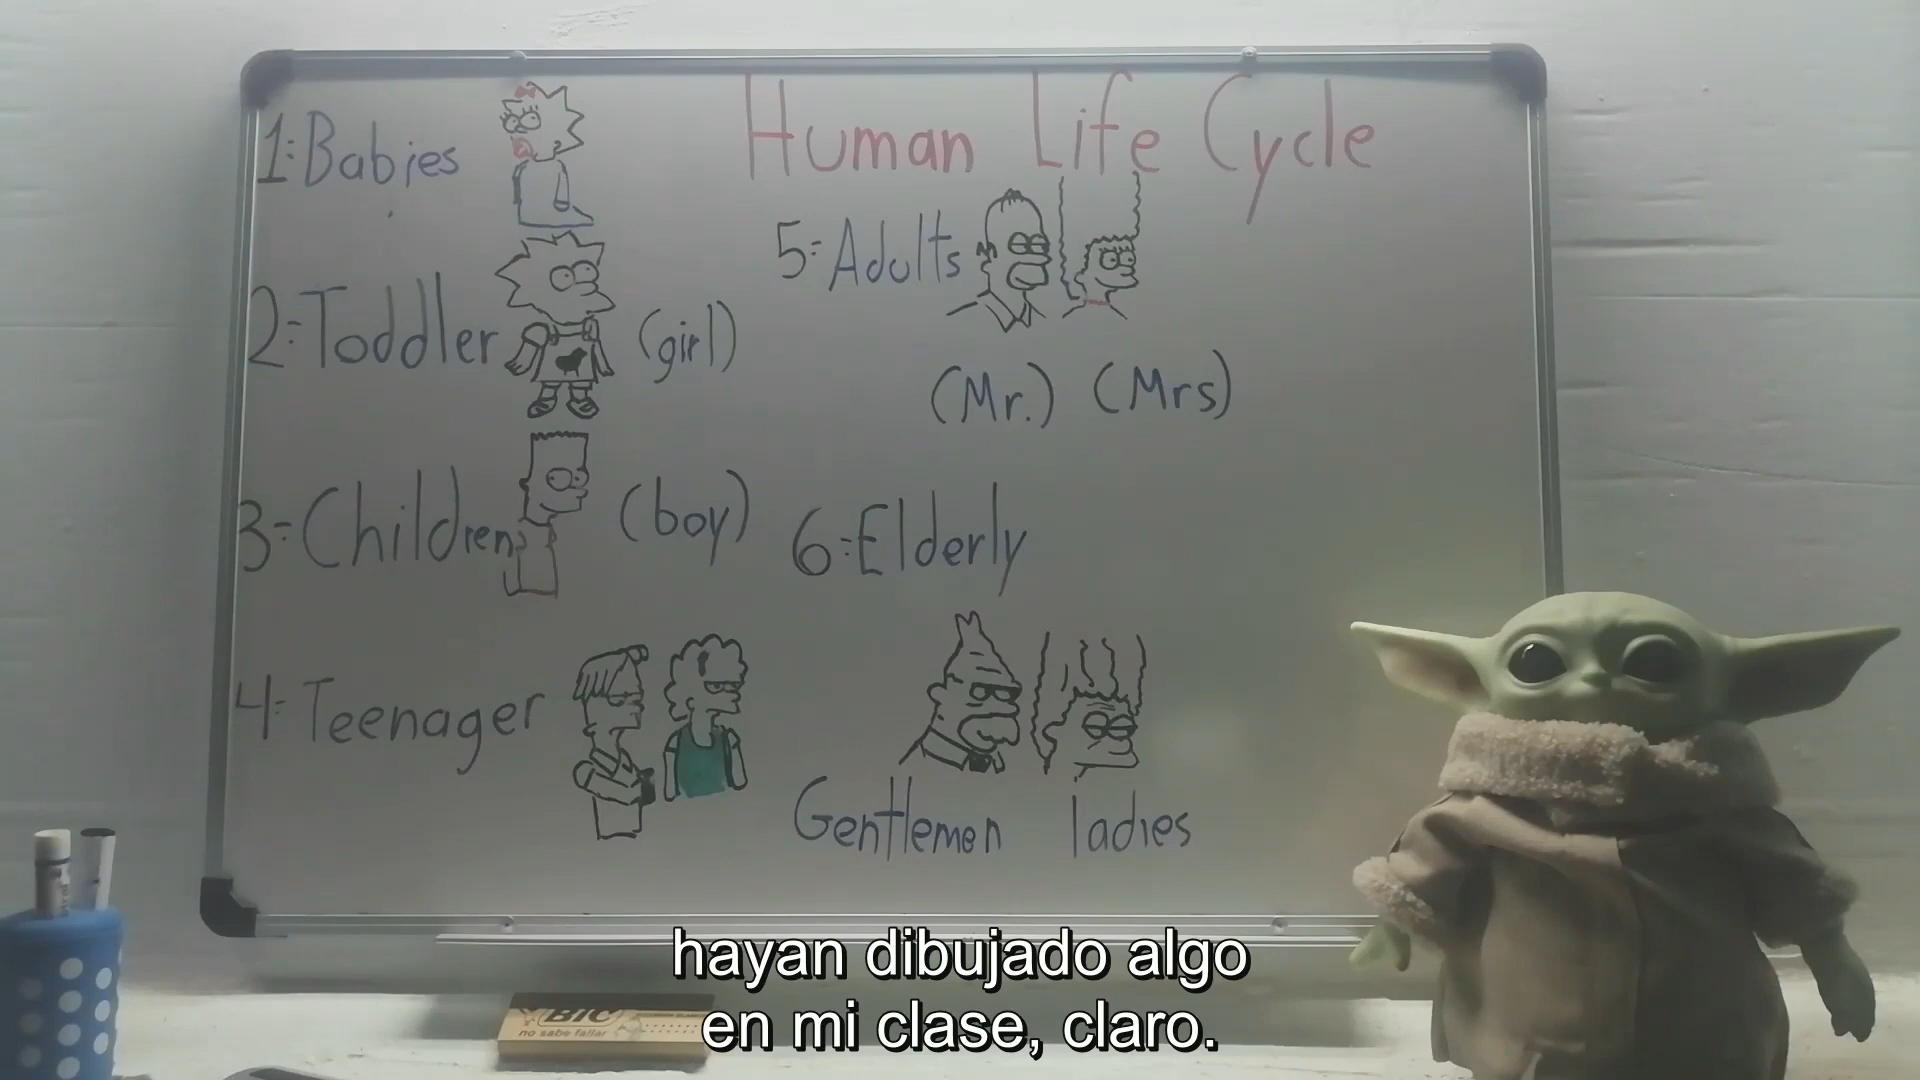 Human Life Cycle
1: Babies
2: Toddler (girl)
3: Children (boy)
4: Teenager
5: Adults
(Mr.) (Mrs)
6: Elderly
Gentlemen ladies
BIC
no sabe fallar
hayan dibujado algo
en mi clase, claro.